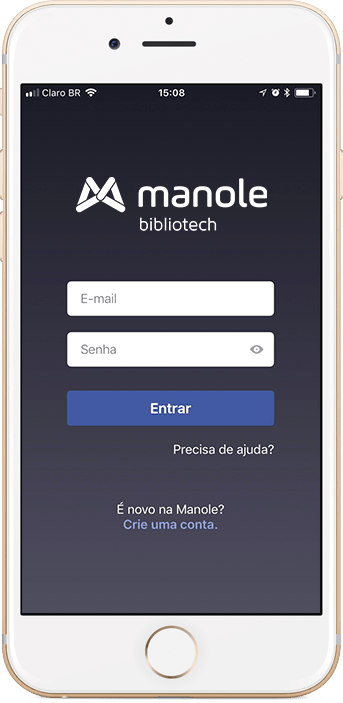 Claro BR
15:08
manole
bibliotech
E-mail
Senha
Entrar
Precisa de ajuda?
É novo na Manole?
Crie uma conta.